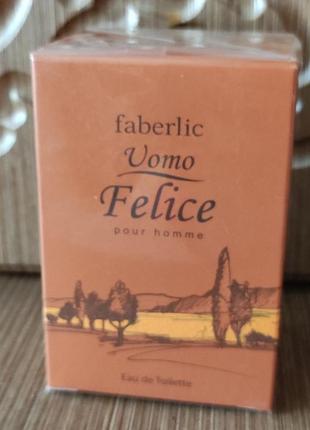 faberlic
Uomo
Felice
pour homme
Eau de Toilette